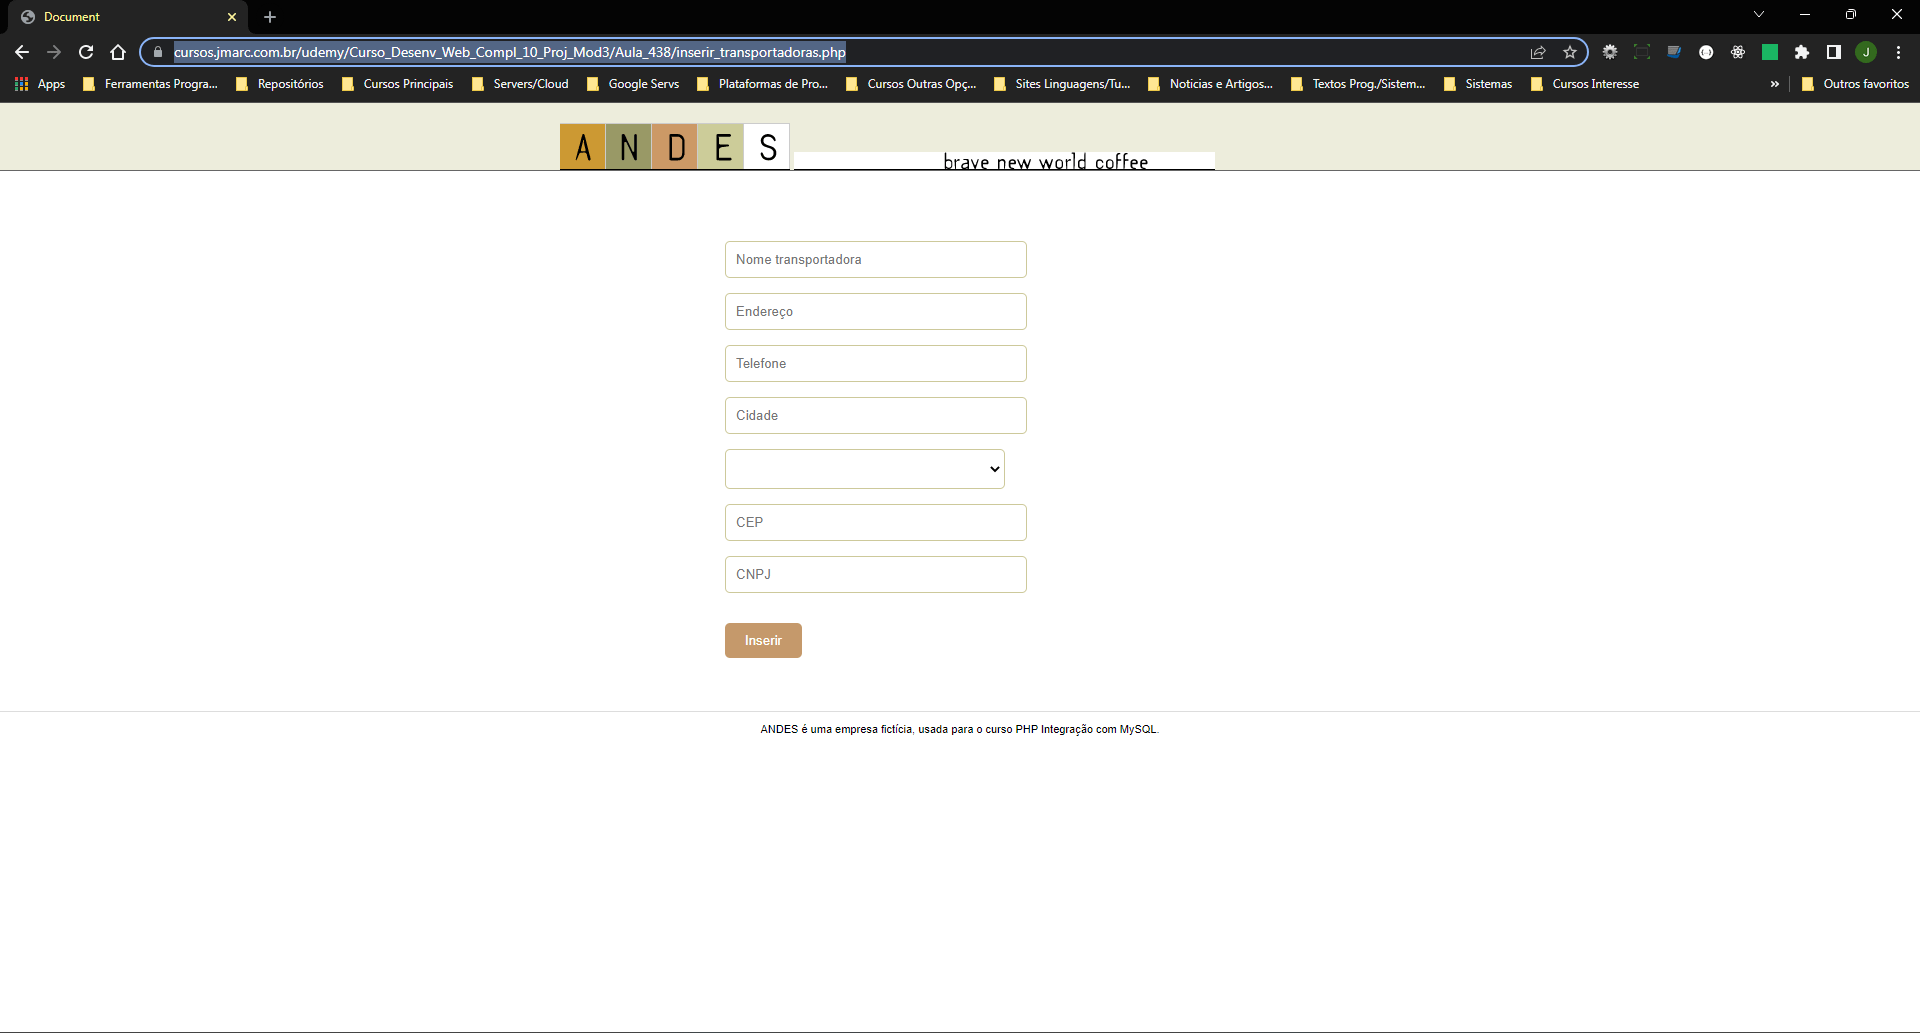 Document
cursos.jmarc.com.br/udemy/Curso_Desenv_Web_Compl_10_Proj_Mod3/Aula_438/inserir_transportadoras.php
J
Apps Ferramentas Progra... Repositórios Cursos Principais Servers/Cloud Google Servs Plataformas de Pro... Cursos Outras Opç... Sites Linguagens/Tu... Noticias e Artigos... Textos Prog./Sistem... Sistemas Cursos Interesse » Outros favoritos
ANDES brave new world coffee
Nome transportadora
Endereço
Telefone
Cidade
CEP
CNPJ
Inserir
ANDES é uma empresa fictícia, usada para o curso PHP Integração com MySQL.